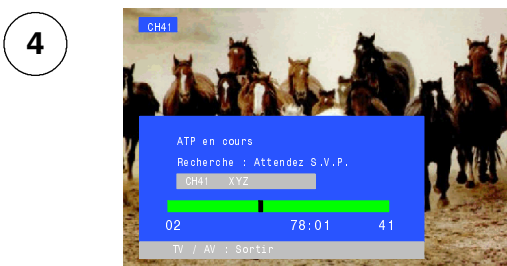 4
CH41
ATP en cours
Recherche : Attendez S.V.P.
CH41 XYZ
02 78:01 41
TV / AV : Sortir